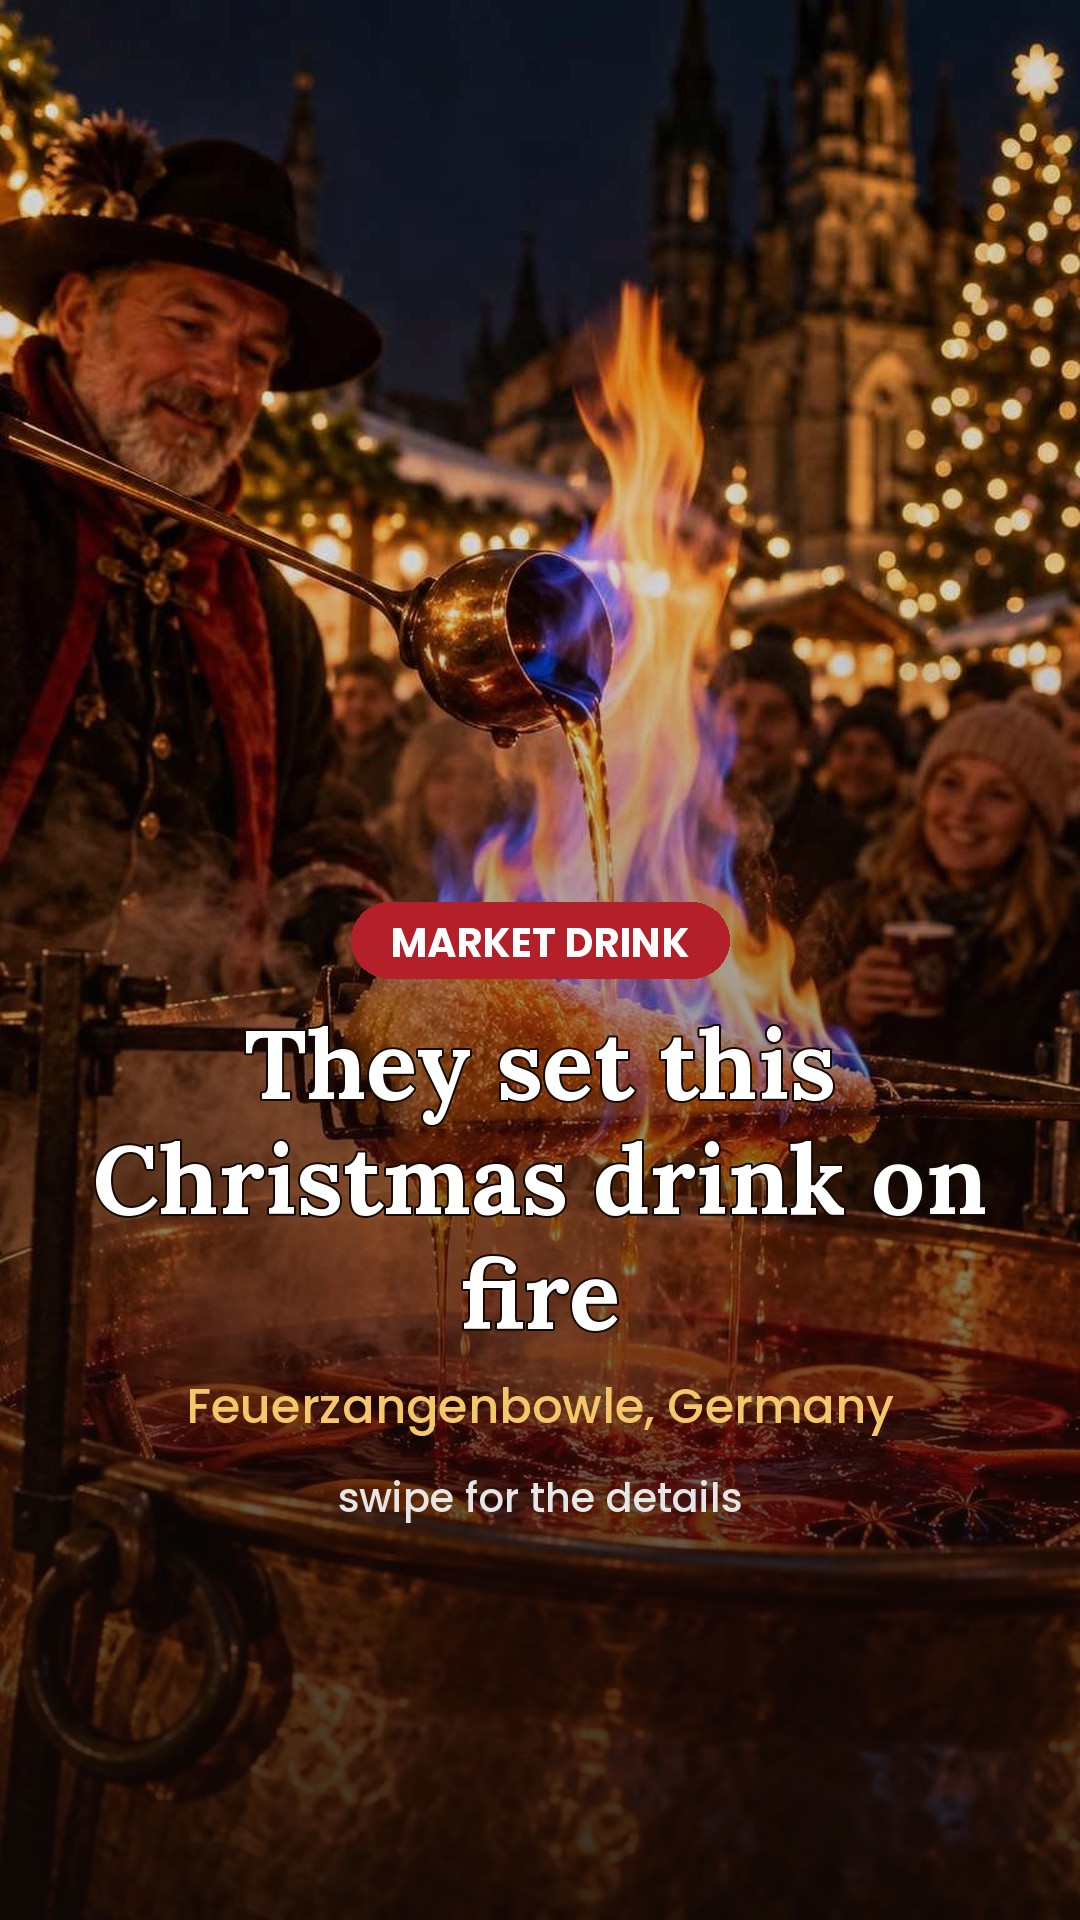 MARKET DRINK
They set this
Christmas drink on
fire
Feuerzangenbowle, Germany
swipe for the details